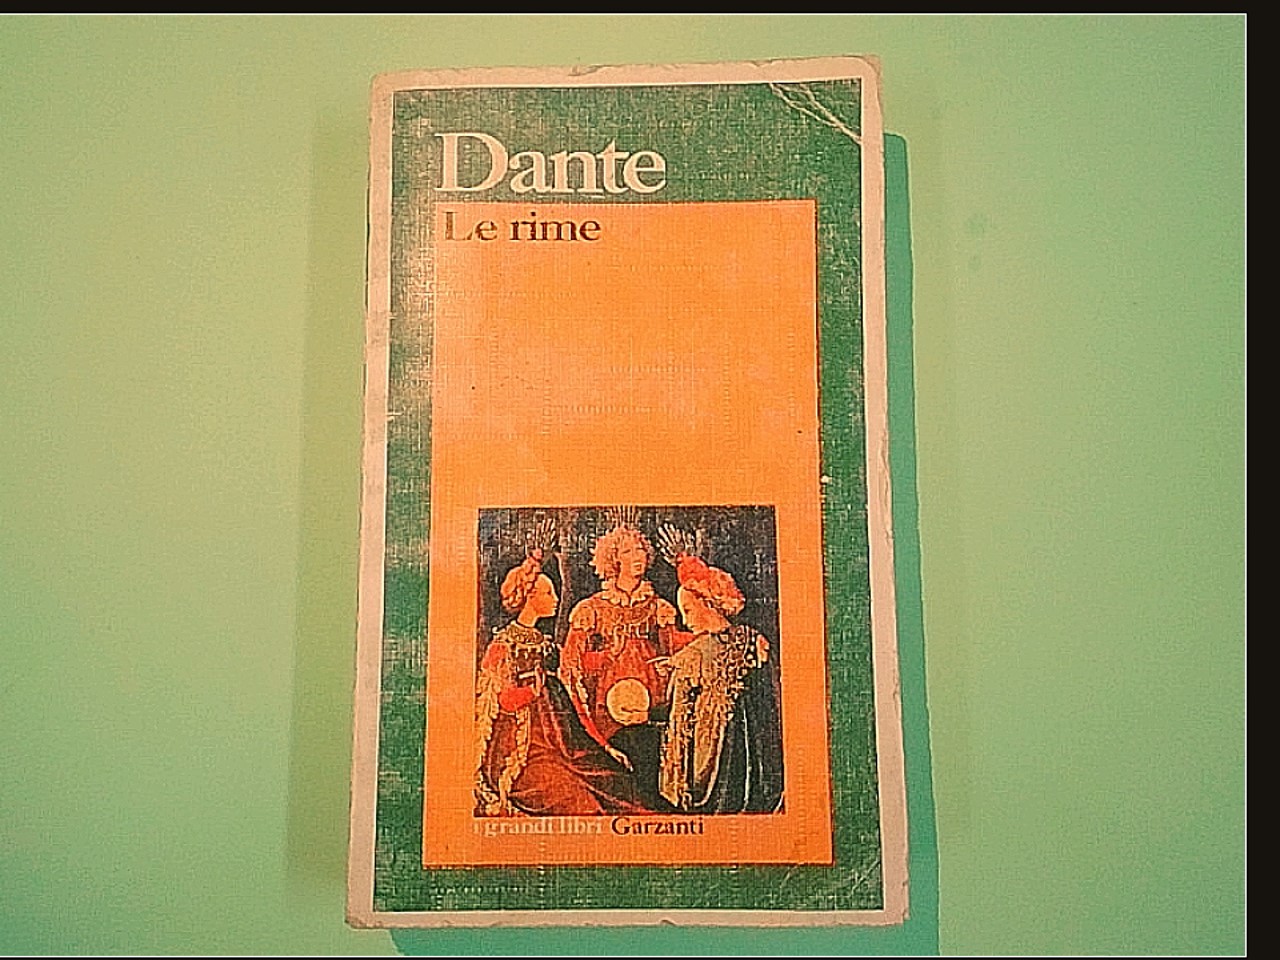 Dante
Le rime
i grandi libri Garzanti